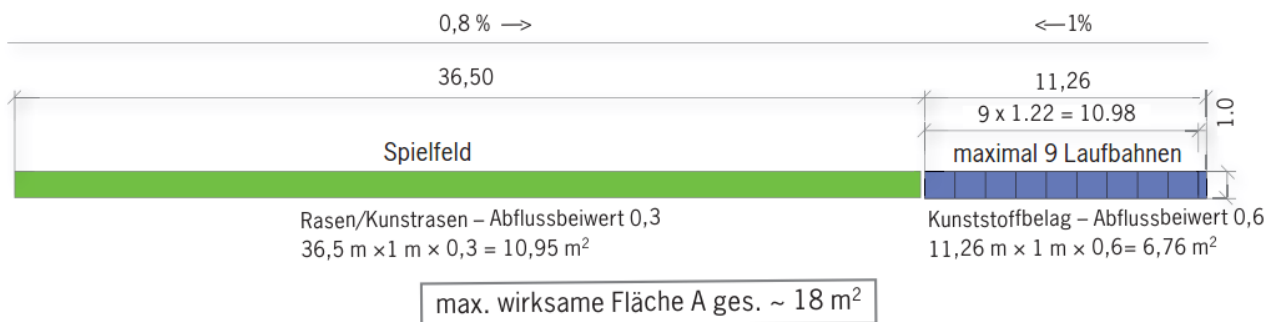 0,8 % —>
<—1%
36,50
11,26
9 x 1.22 = 10.98
1.0
Spielfeld
maximal 9 Laufbahnen
Rasen/Kunstrasen – Abflussbeiwert 0,3
36,5 m ×1 m × 0,3 = 10,95 m²
Kunststoffbelag – Abflussbeiwert 0,6
11,26 m × 1 m × 0,6= 6,76 m²
max. wirksame Fläche A ges. ~ 18 m²